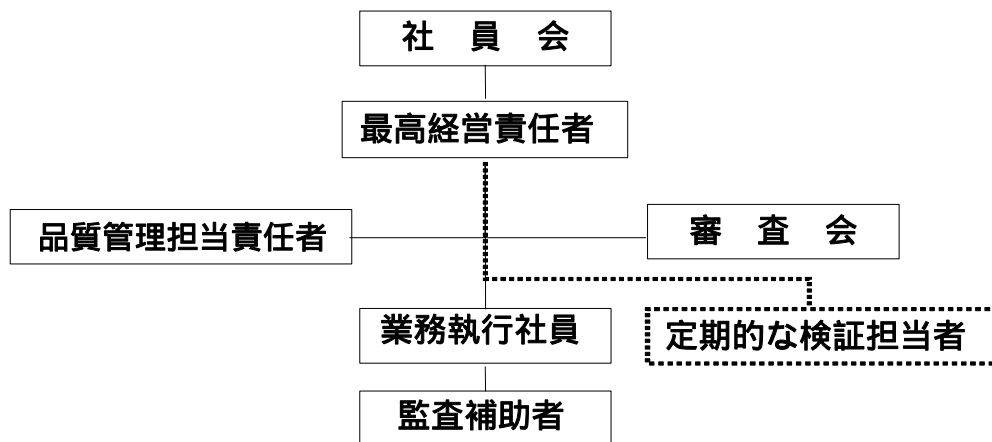 社　員　会
最高経営責任者
品質管理担当責任者
審　査　会
業務執行社員
定期的な検証担当者
監査補助者